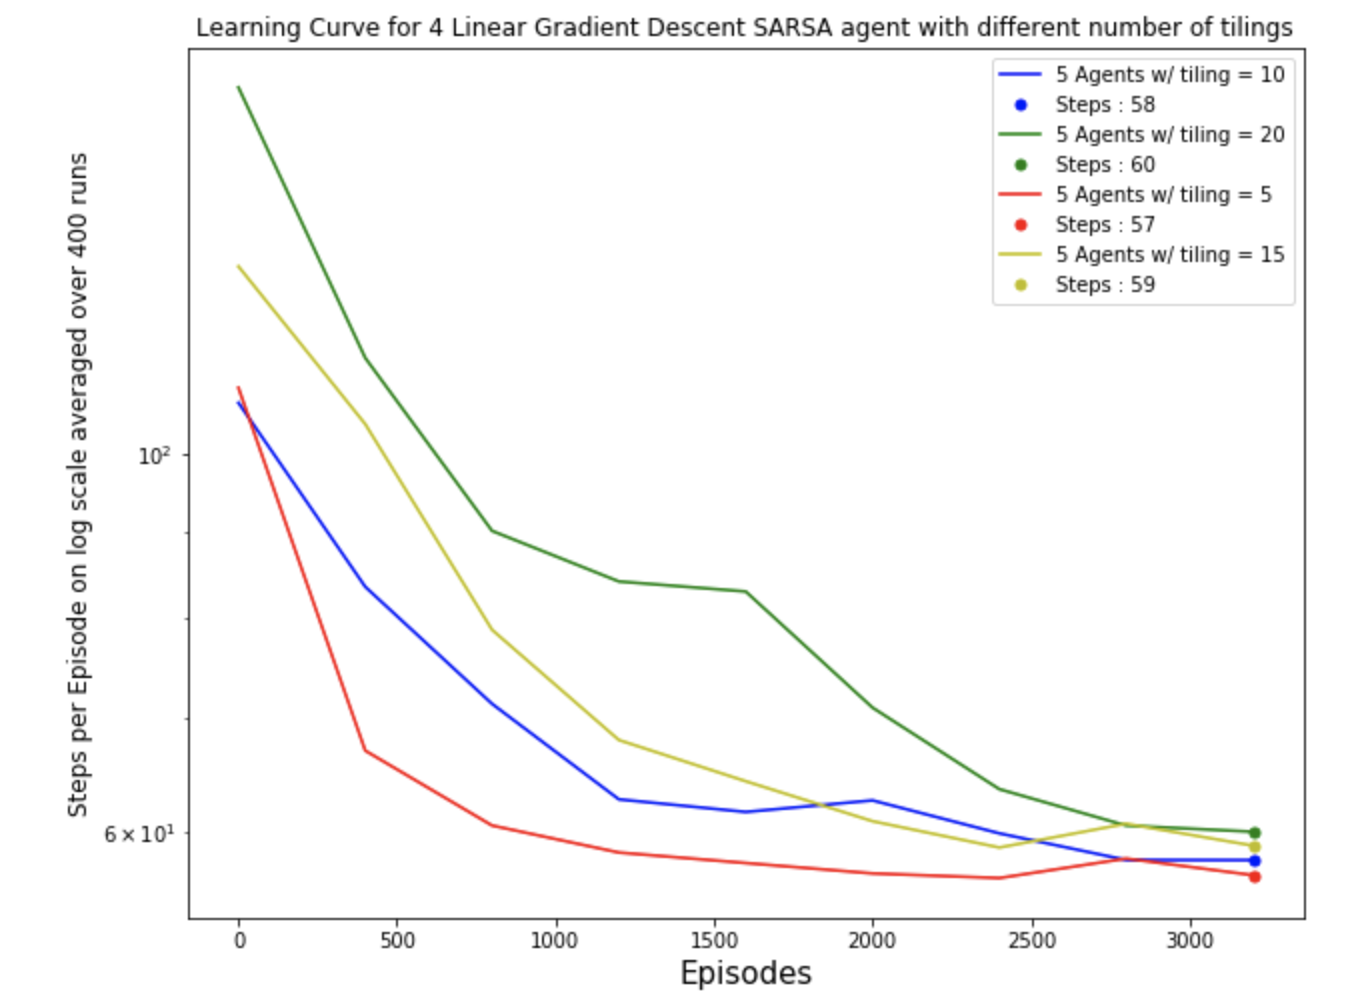 Learning Curve for 4 Linear Gradient Descent SARSA agent with different number of tilings
5 Agents w/ tiling = 10
Steps : 58
5 Agents w/ tiling = 20
Steps : 60
5 Agents w/ tiling = 5
Steps : 57
5 Agents w/ tiling = 15
Steps : 59
Steps per Episode on log scale averaged over 400 runs
10²
6 × 10¹
0 500 1000 1500 2000 2500 3000
Episodes